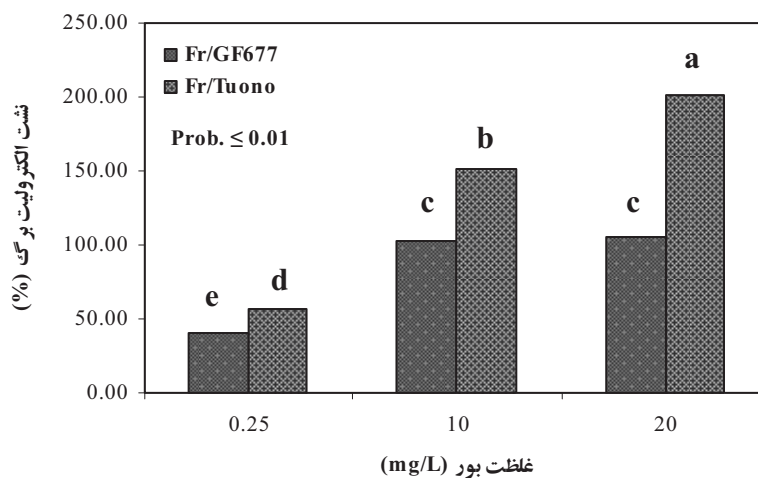 250.00
200.00
150.00
100.00
50.00
0.00
نشت الکترولیت برگ (%)
Fr/GF677
Fr/Tuono
Prob. ≤ 0.01
e
d
c
b
c
a
0.25
10
20
غلظت بور (mg/L)